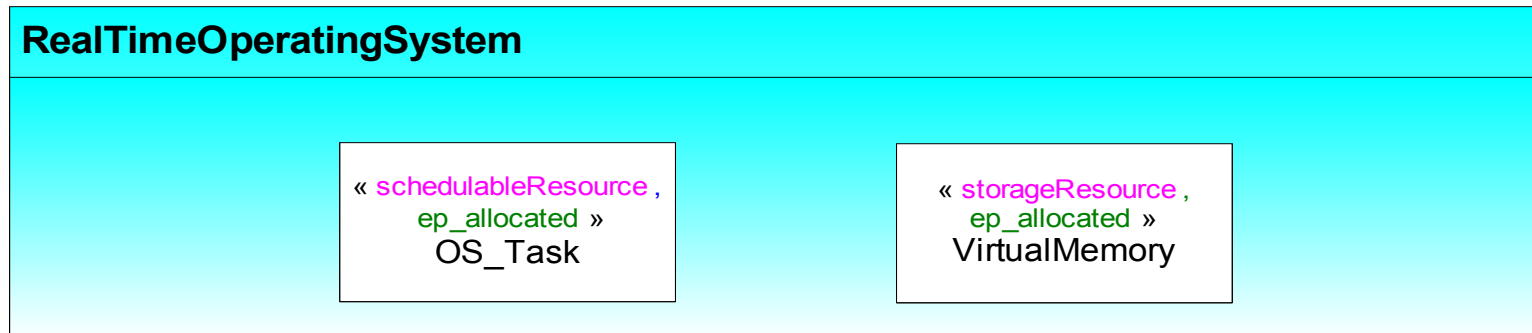 RealTimeOperatingSystem
« schedulableResource ,
ep_allocated »
OS_Task
« storageResource ,
ep_allocated »
VirtualMemory